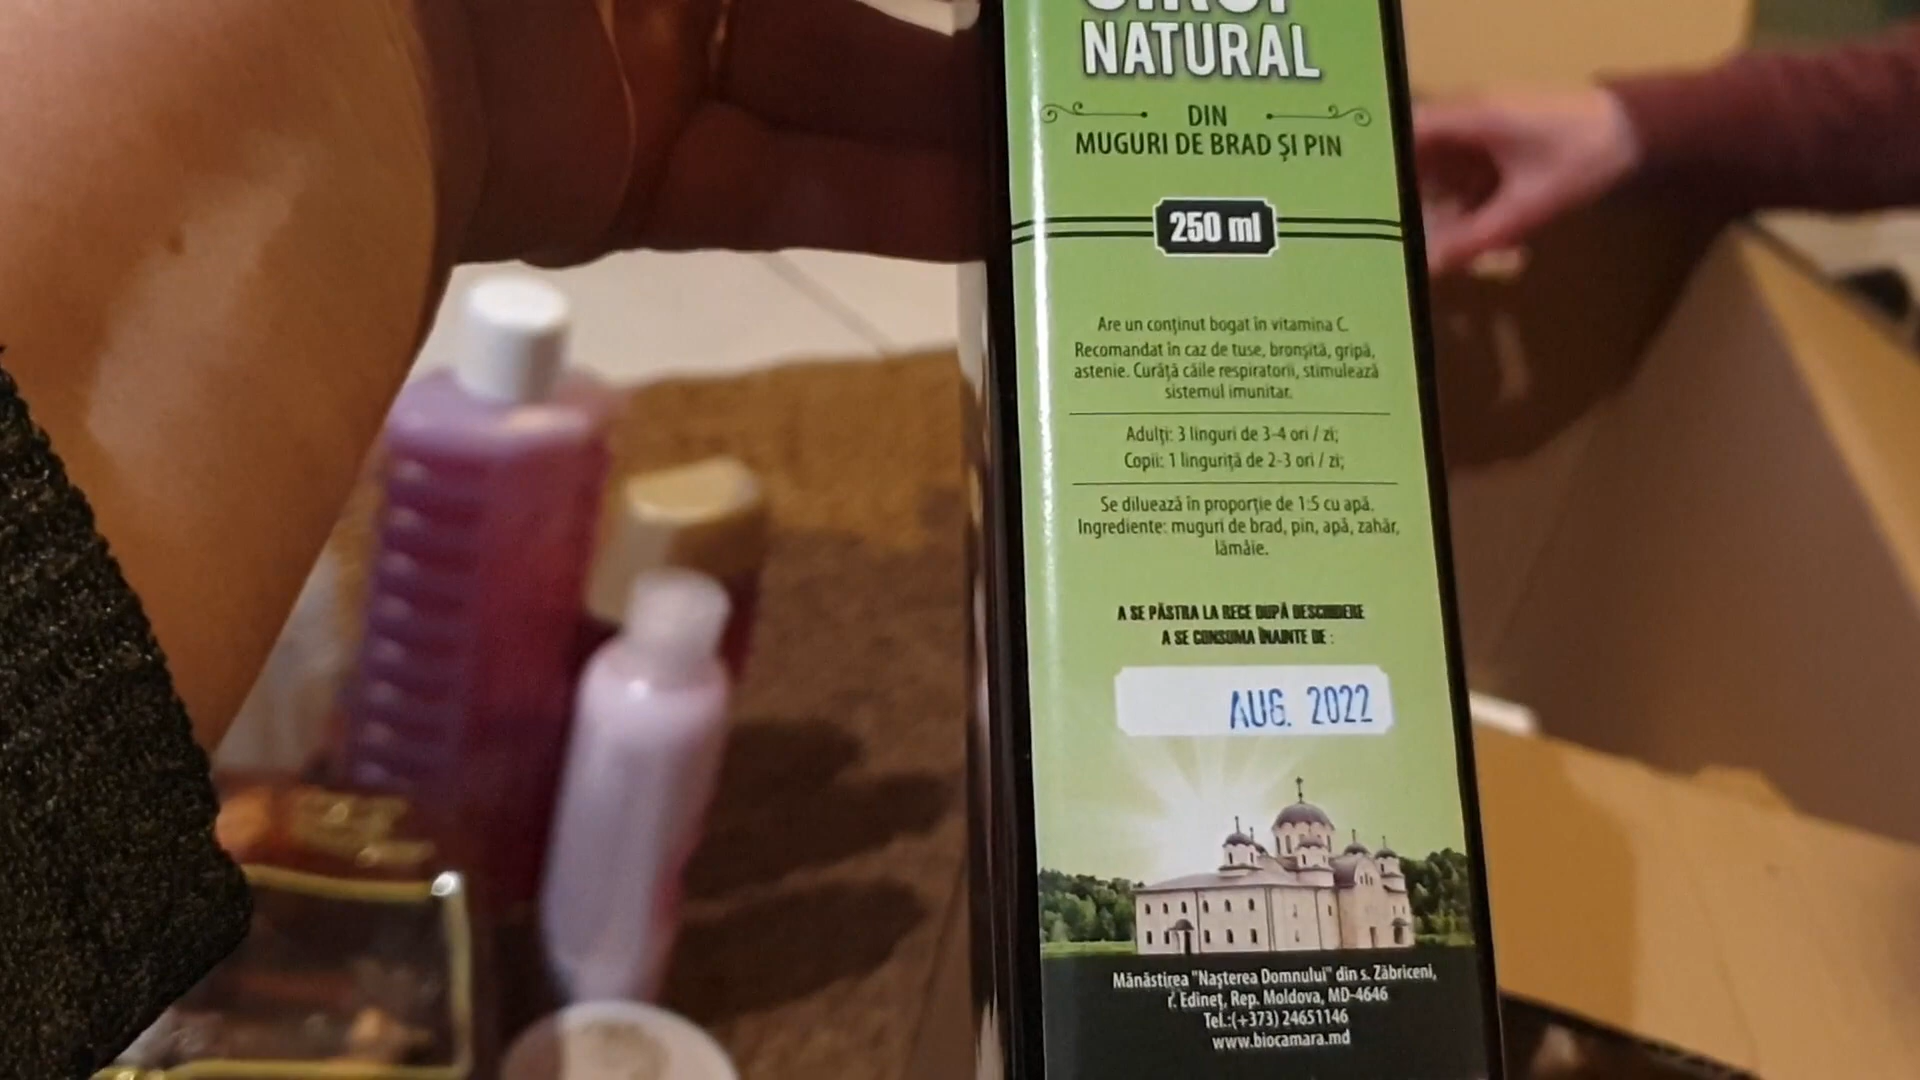 SIROP
NATURAL
DIN
MUGURI DE BRAD ȘI PIN
250 ml
Are un conținut bogat în vitamina C.
Recomandat în caz de tuse, bronșită, gripă,
astenie. Curăță căile respiratorii, stimulează
sistemul imunitar.
Adulți: 3 linguri de 3-4 ori / zi;
Copii: 1 linguriță de 2-3 ori / zi;
Se diluează în proporție de 1:5 cu apă.
Ingrediente: muguri de brad, pin, apă, zahăr,
lămâie.
A SE PĂSTRA LA RECE DUPĂ DESCHIDERE
A SE CONSUMA ÎNAINTE DE :
AUG. 2022
Mănăstirea "Nașterea Domnului" din s. Zăbriceni,
r. Edineț, Rep. Moldova, MD-4646
Tel.:(+373) 24651146
www.biocamara.md